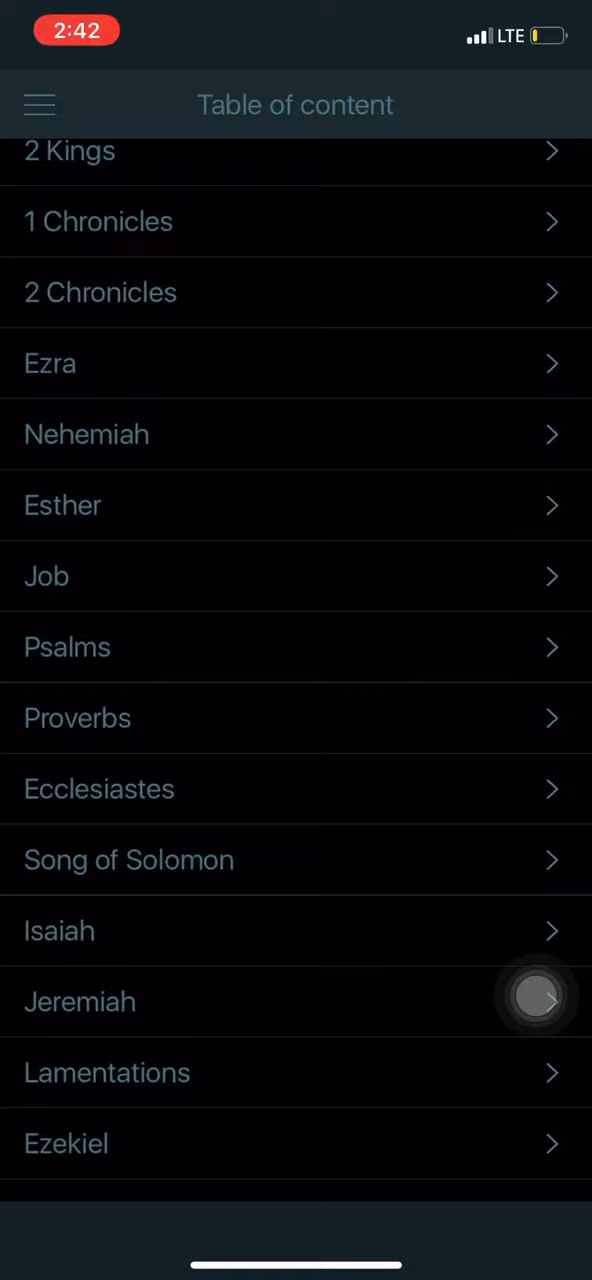 2:42
LTE
Table of content
2 Kings
1 Chronicles
2 Chronicles
Ezra
Nehemiah
Esther
Job
Psalms
Proverbs
Ecclesiastes
Song of Solomon
Isaiah
Jeremiah
Lamentations
Ezekiel